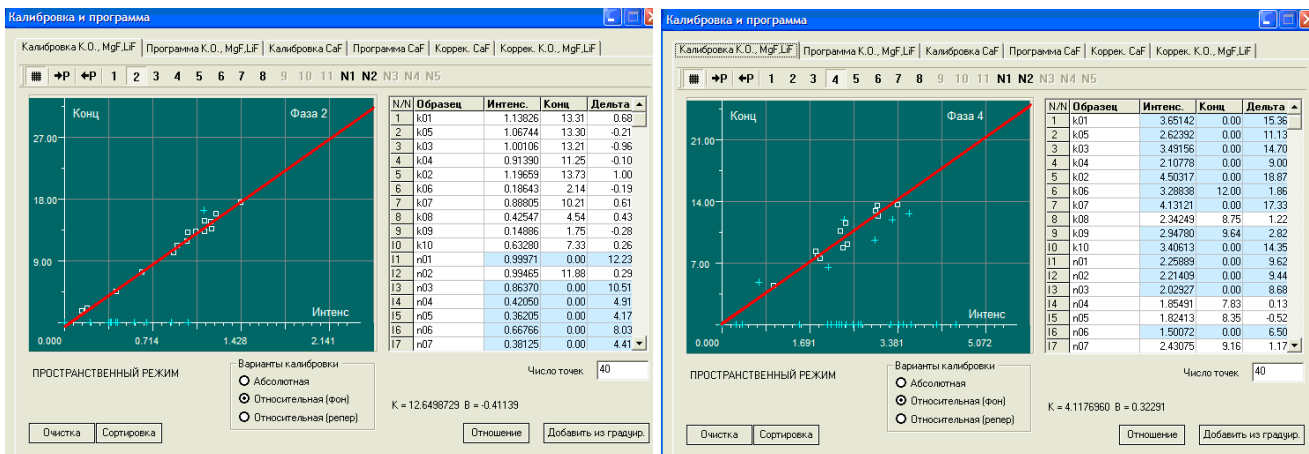 Калибровка и программа
Калибровка К.О., MgF,LiF Программа К.О., MgF,LiF Калибровка CaF Программа CaF Коррек. CaF Коррек. К.О., MgF,LiF
→P ←P 1 2 3 4 5 6 7 8 9 10 11 N1 N2 N3 N4 N5
Конц Фаза 2
27.00
18.00
9.00
Интенс
0.000 0.714 1.428 2.141
N/N Образец Интенс. Конц Дельта
1 k01 1.13826 13.31 0.68
2 k05 1.06744 13.30 -0.21
3 k03 1.00106 13.21 -0.96
4 k04 0.91390 11.25 -0.10
5 k02 1.19659 13.73 1.00
6 k06 0.18643 2.14 -0.19
7 k07 0.88805 10.21 0.61
8 k08 0.42547 4.54 0.43
9 k09 0.14886 1.75 -0.28
10 k10 0.63280 7.33 0.26
11 n01 0.99971 0.00 12.23
12 n02 0.99465 11.88 0.29
13 n03 0.86370 0.00 10.51
14 n04 0.42050 0.00 4.91
15 n05 0.36205 0.00 4.17
16 n06 0.66766 0.00 8.03
17 n07 0.38125 0.00 4.41
ПРОСТРАНСТВЕННЫЙ РЕЖИМ
Варианты калибровки
Абсолютная
Относительная (фон)
Относительная (репер)
Число точек 40
K = 12.6498729 B = -0.41139
Очистка Сортировка Отношение Добавить из градуир.
Калибровка и программа
Калибровка К.О., MgF,LiF Программа К.О., MgF,LiF Калибровка CaF Программа CaF Коррек. CaF Коррек. К.О., MgF,LiF
→P ←P 1 2 3 4 5 6 7 8 9 10 11 N1 N2 N3 N4 N5
Конц Фаза 4
21.00
14.00
7.00
Интенс
0.000 1.691 3.381 5.072
N/N Образец Интенс. Конц Дельта
1 k01 3.65142 0.00 15.36
2 k05 2.62392 0.00 11.13
3 k03 3.49156 0.00 14.70
4 k04 2.10778 0.00 9.00
5 k02 4.50317 0.00 18.87
6 k06 3.28838 12.00 1.86
7 k07 4.13121 0.00 17.33
8 k08 2.34249 8.75 1.22
9 k09 2.94780 9.64 2.82
10 k10 3.40613 0.00 14.35
11 n01 2.25889 0.00 9.62
12 n02 2.21409 0.00 9.44
13 n03 2.02927 0.00 8.68
14 n04 1.85491 7.83 0.13
15 n05 1.82413 8.35 -0.52
16 n06 1.50072 0.00 6.50
17 n07 2.43075 9.16 1.17
ПРОСТРАНСТВЕННЫЙ РЕЖИМ
Варианты калибровки
Абсолютная
Относительная (фон)
Относительная (репер)
Число точек 40
K = 4.1176960 B = 0.32291
Очистка Сортировка Отношение Добавить из градуир.